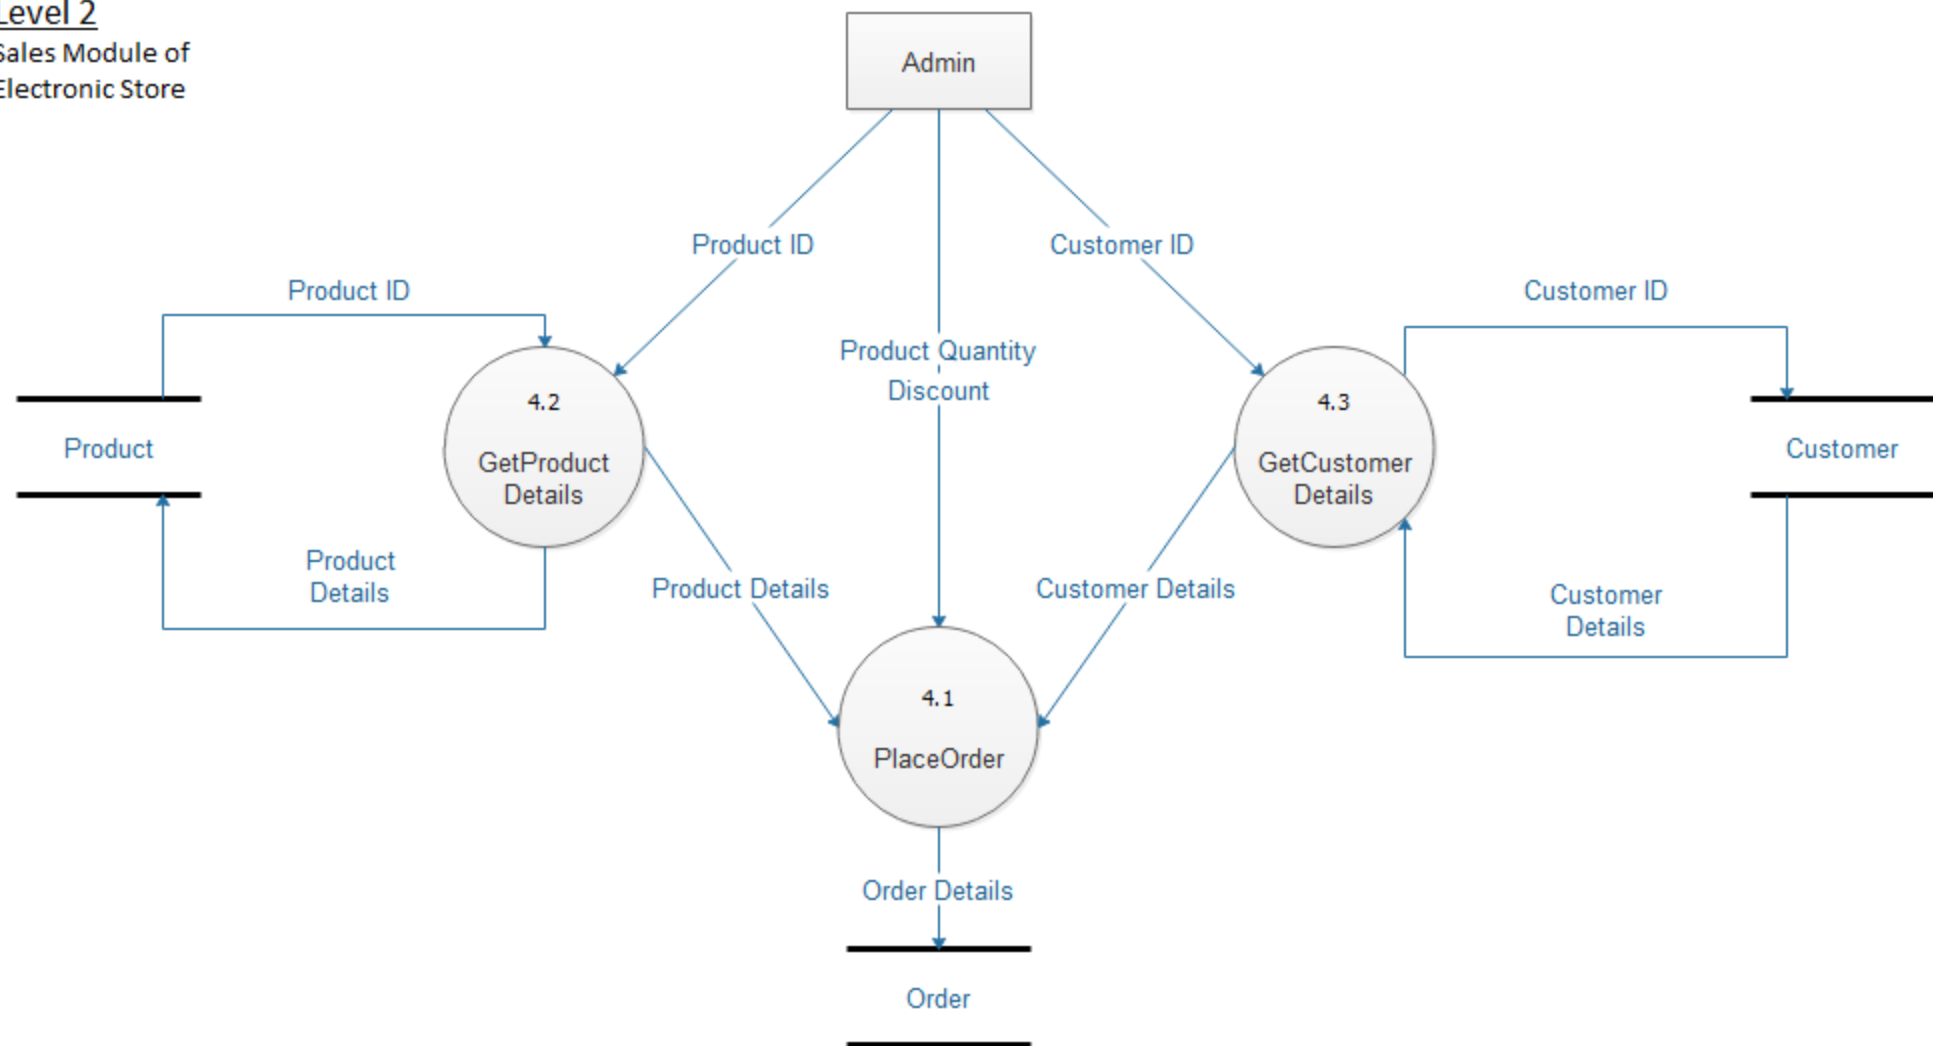 Level 2
Sales Module of
Electronic Store
Admin
Product ID
Customer ID
Product ID
Customer ID
Product Quantity
Discount
4.2
GetProduct
Details
4.3
GetCustomer
Details
Product
Customer
Product
Details
Product Details
Customer Details
Customer
Details
4.1
PlaceOrder
Order Details
Order